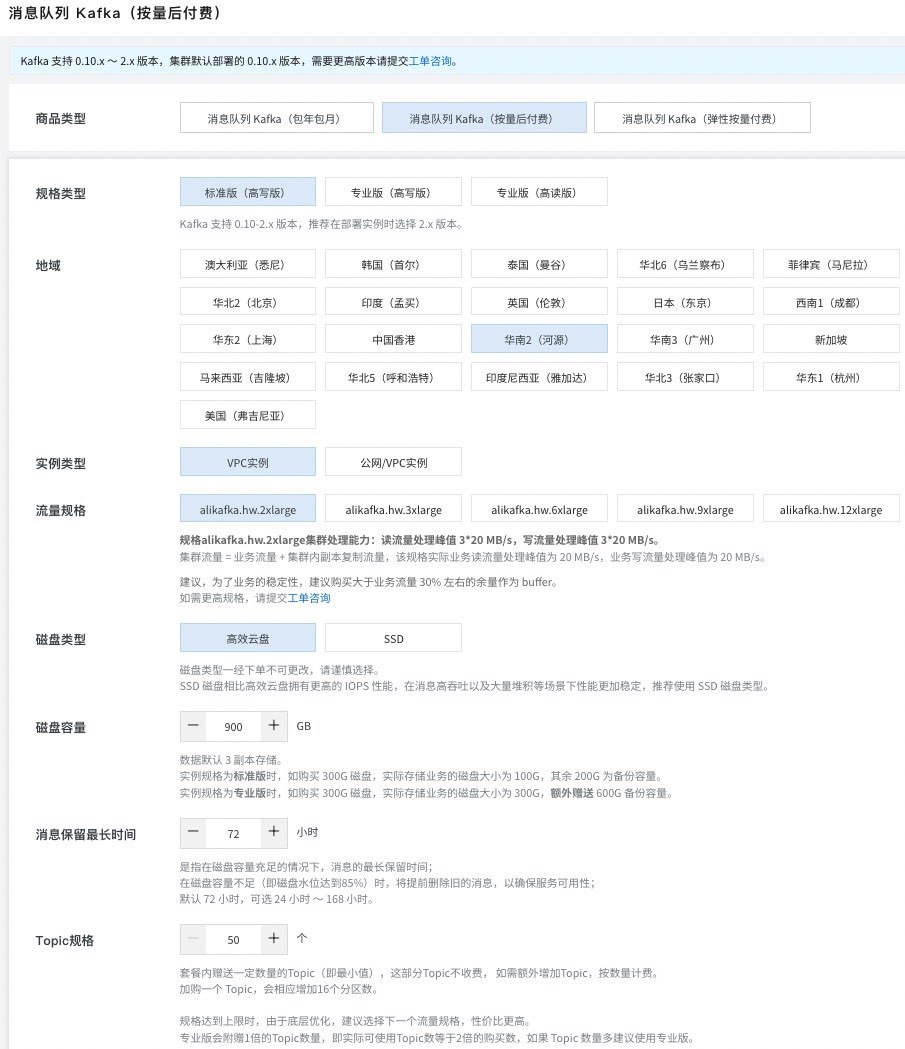 消息队列 Kafka（按量后付费）
Kafka 支持 0.10.x ～ 2.x 版本，集群默认部署的 0.10.x 版本，需要更高版本请提交工单咨询。
商品类型
消息队列 Kafka（包年包月）
消息队列 Kafka（按量后付费）
消息队列 Kafka（弹性按量付费）
规格类型
标准版（高写版）
专业版（高写版）
专业版（高读版）
Kafka 支持 0.10-2.x 版本，推荐在部署实例时选择 2.x 版本。
地域
澳大利亚（悉尼）
韩国（首尔）
泰国（曼谷）
华北6（乌兰察布）
菲律宾（马尼拉）
华北2（北京）
印度（孟买）
英国（伦敦）
日本（东京）
西南1（成都）
华东2（上海）
中国香港
华南2（河源）
华南3（广州）
新加坡
马来西亚（吉隆坡）
华北5（呼和浩特）
印度尼西亚（雅加达）
华北3（张家口）
华东1（杭州）
美国（弗吉尼亚）
实例类型
VPC实例
公网/VPC实例
流量规格
alikafka.hw.2xlarge
alikafka.hw.3xlarge
alikafka.hw.6xlarge
alikafka.hw.9xlarge
alikafka.hw.12xlarge
规格alikafka.hw.2xlarge集群处理能力：读流量处理峰值 3*20 MB/s，写流量处理峰值 3*20 MB/s。
集群流量 = 业务流量 + 集群内副本复制流量，该规格实际业务读流量处理峰值为 20 MB/s，业务写流量处理峰值为 20 MB/s。
建议，为了业务的稳定性，建议购买大于业务流量 30% 左右的余量作为 buffer。
如需更高规格，请提交工单咨询
磁盘类型
高效云盘
SSD
磁盘类型一经下单不可更改，请谨慎选择。
SSD 磁盘相比高效云盘拥有更高的 IOPS 性能，在消息高吞吐以及大量堆积等场景下性能更加稳定，推荐使用 SSD 磁盘类型。
磁盘容量
— 900 + GB
数据默认 3 副本存储。
实例规格为标准版时，如购买 300G 磁盘，实际存储业务的磁盘大小为 100G，其余 200G 为备份容量。
实例规格为专业版时，如购买 300G 磁盘，实际存储业务的磁盘大小为 300G，额外赠送 600G 备份容量。
消息保留最长时间
— 72 + 小时
是指在磁盘容量充足的情况下，消息的最长保留时间；
在磁盘容量不足（即磁盘水位达到85%）时，将提前删除旧的消息，以确保服务可用性；
默认 72 小时，可选 24 小时 ～ 168 小时。
Topic规格
— 50 + 个
套餐内赠送一定数量的Topic（即最小值），这部分Topic不收费， 如需额外增加Topic，按数量计费。
加购一个 Topic，会相应增加16个分区数。
规格达到上限时，由于底层优化，建议选择下一个流量规格，性价比更高。
专业版会附赠1倍的Topic数量，即实际可使用Topic数等于2倍的购买数，如果 Topic 数量多建议使用专业版。